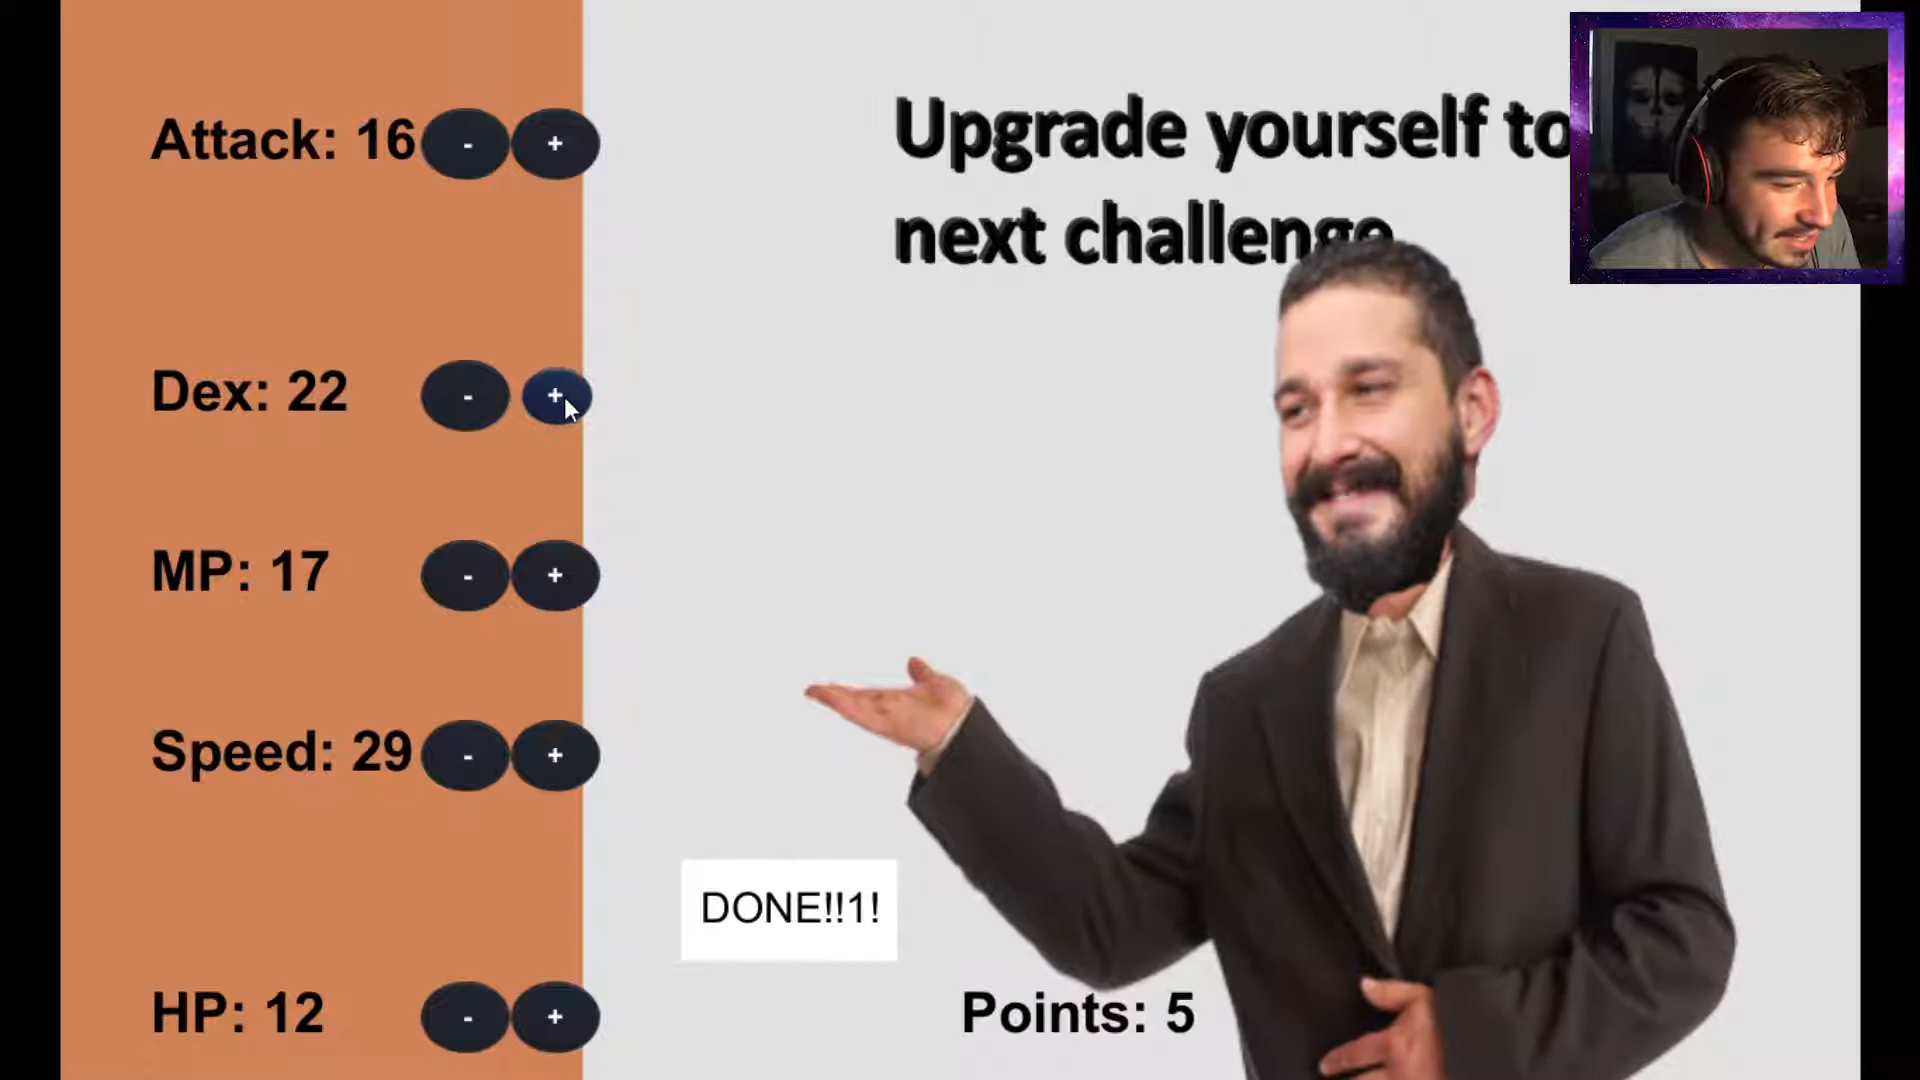 Attack: 16 - +
Upgrade yourself to
next challenge
Dex: 22 - +
MP: 17 - +
Speed: 29 - +
DONE!!1!
HP: 12 - +
Points: 5